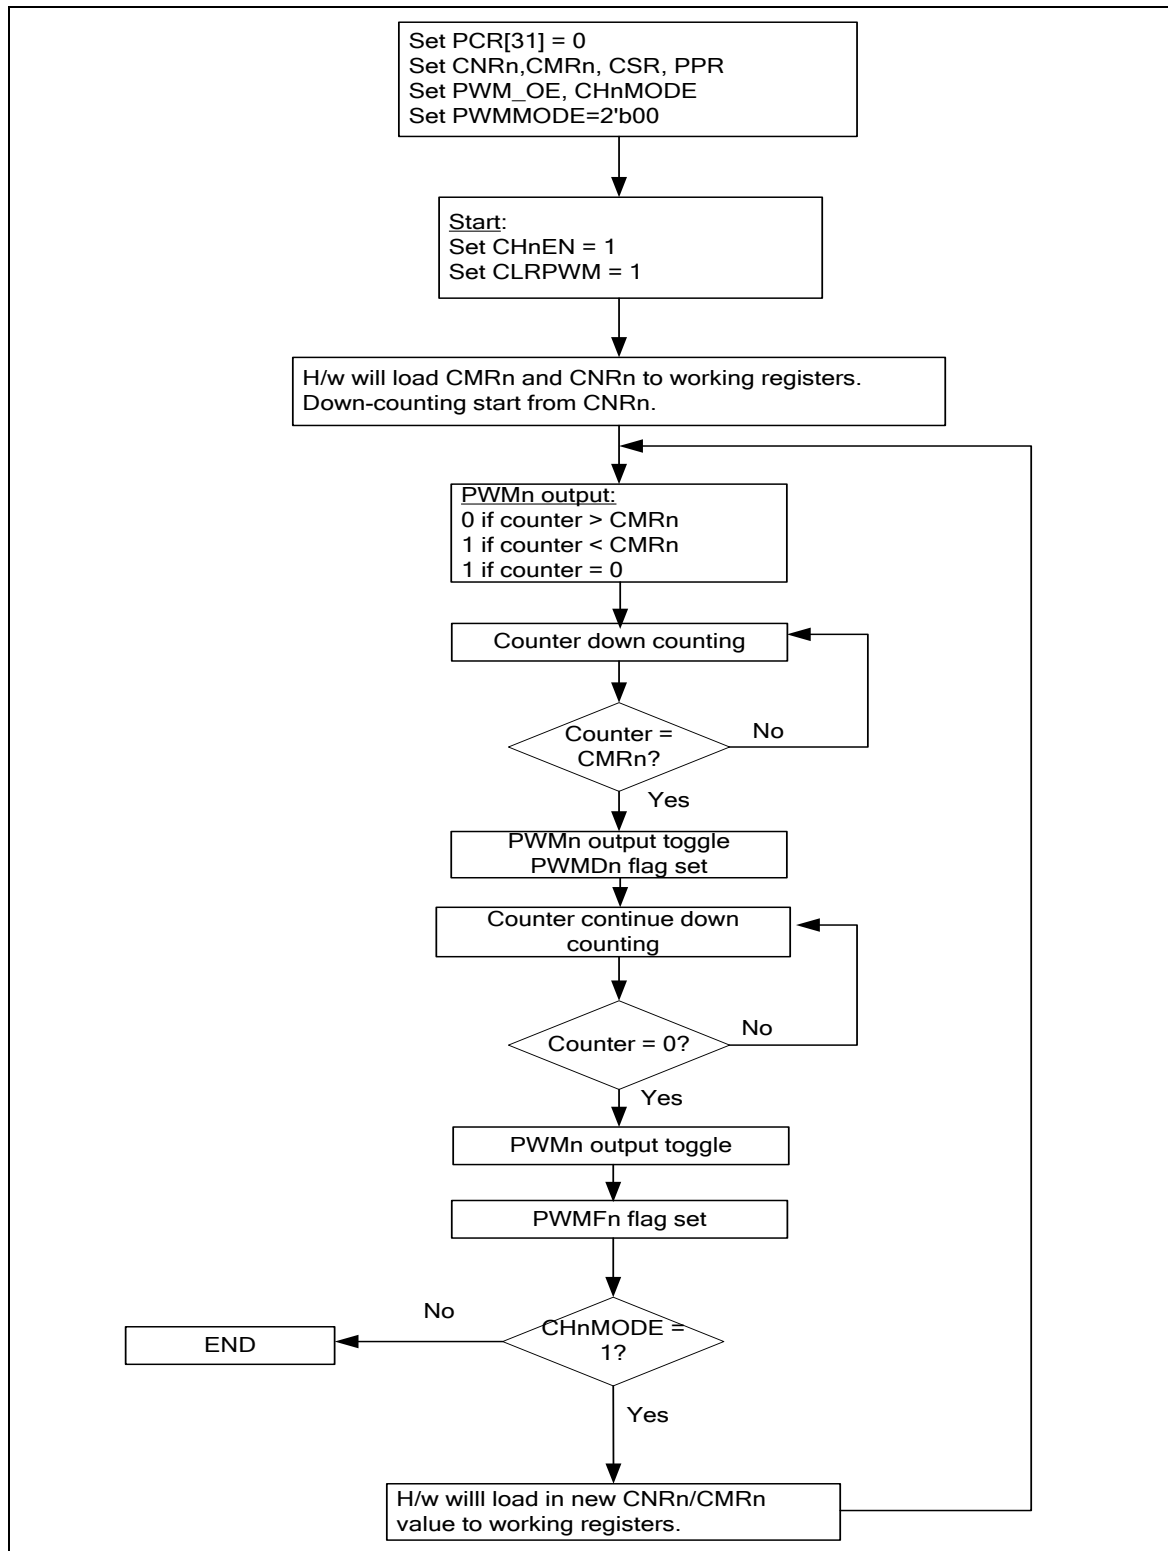 Set PCR[31] = 0
Set CNRn,CMRn, CSR, PPR
Set PWM_OE, CHnMODE
Set PWMMODE=2'b00
Start:
Set CHnEN = 1
Set CLRPWM = 1
H/w will load CMRn and CNRn to working registers.
Down-counting start from CNRn.
PWMn output:
0 if counter > CMRn
1 if counter < CMRn
1 if counter = 0
Counter down counting
Counter =
CMRn?
No
Yes
PWMn output toggle
PWMDn flag set
Counter continue down
counting
Counter = 0?
No
Yes
PWMn output toggle
PWMFn flag set
CHnMODE =
1?
No
END
Yes
H/w willl load in new CNRn/CMRn
value to working registers.